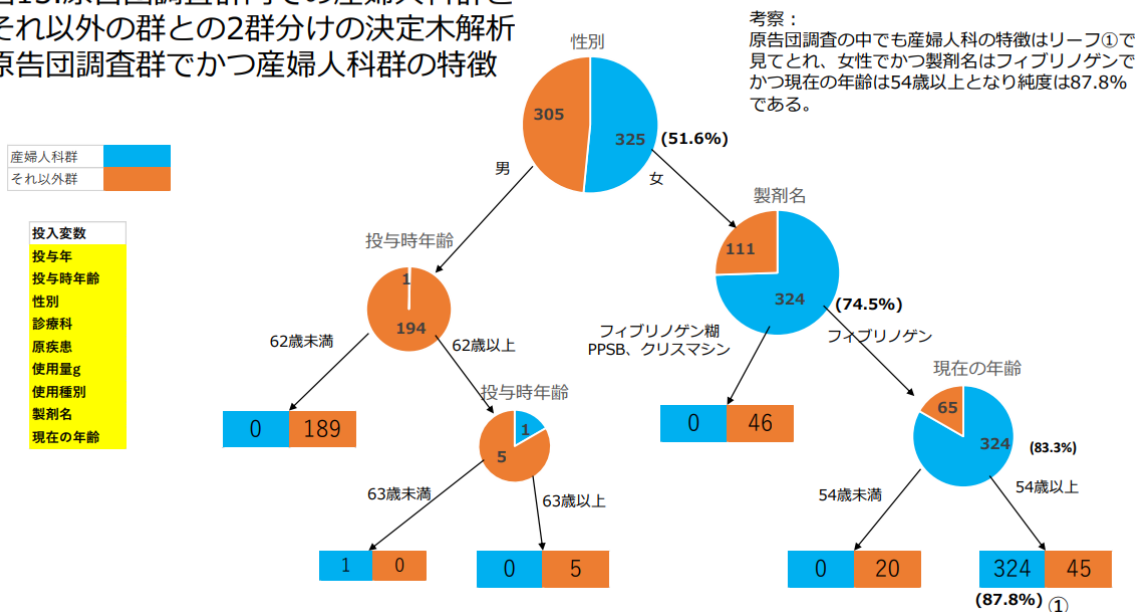 それ以外の群との2群分けの決定木解析
原告団調査群でかつ産婦人科群の特徴
考察：
原告団調査の中でも産婦人科の特徴はリーフ①で
見てとれ、女性でかつ製剤名はフィブリノゲンで
かつ現在の年齢は54歳以上となり純度は87.8%
である。
産婦人科群
それ以外群
投入変数
投与年
投与時年齢
性別
診療科
原疾患
使用量g
使用種別
製剤名
現在の年齢
性別
305
325
(51.6%)
男
女
投与時年齢
1
194
62歳未満
62歳以上
0 189
投与時年齢
1
5
63歳未満
63歳以上
1 0
0 5
製剤名
111
324
(74.5%)
フィブリノゲン糊
PPSB、クリスマシン
フィブリノゲン
0 46
現在の年齢
65
324
(83.3%)
54歳未満
54歳以上
0 20
324 45
(87.8%) ①